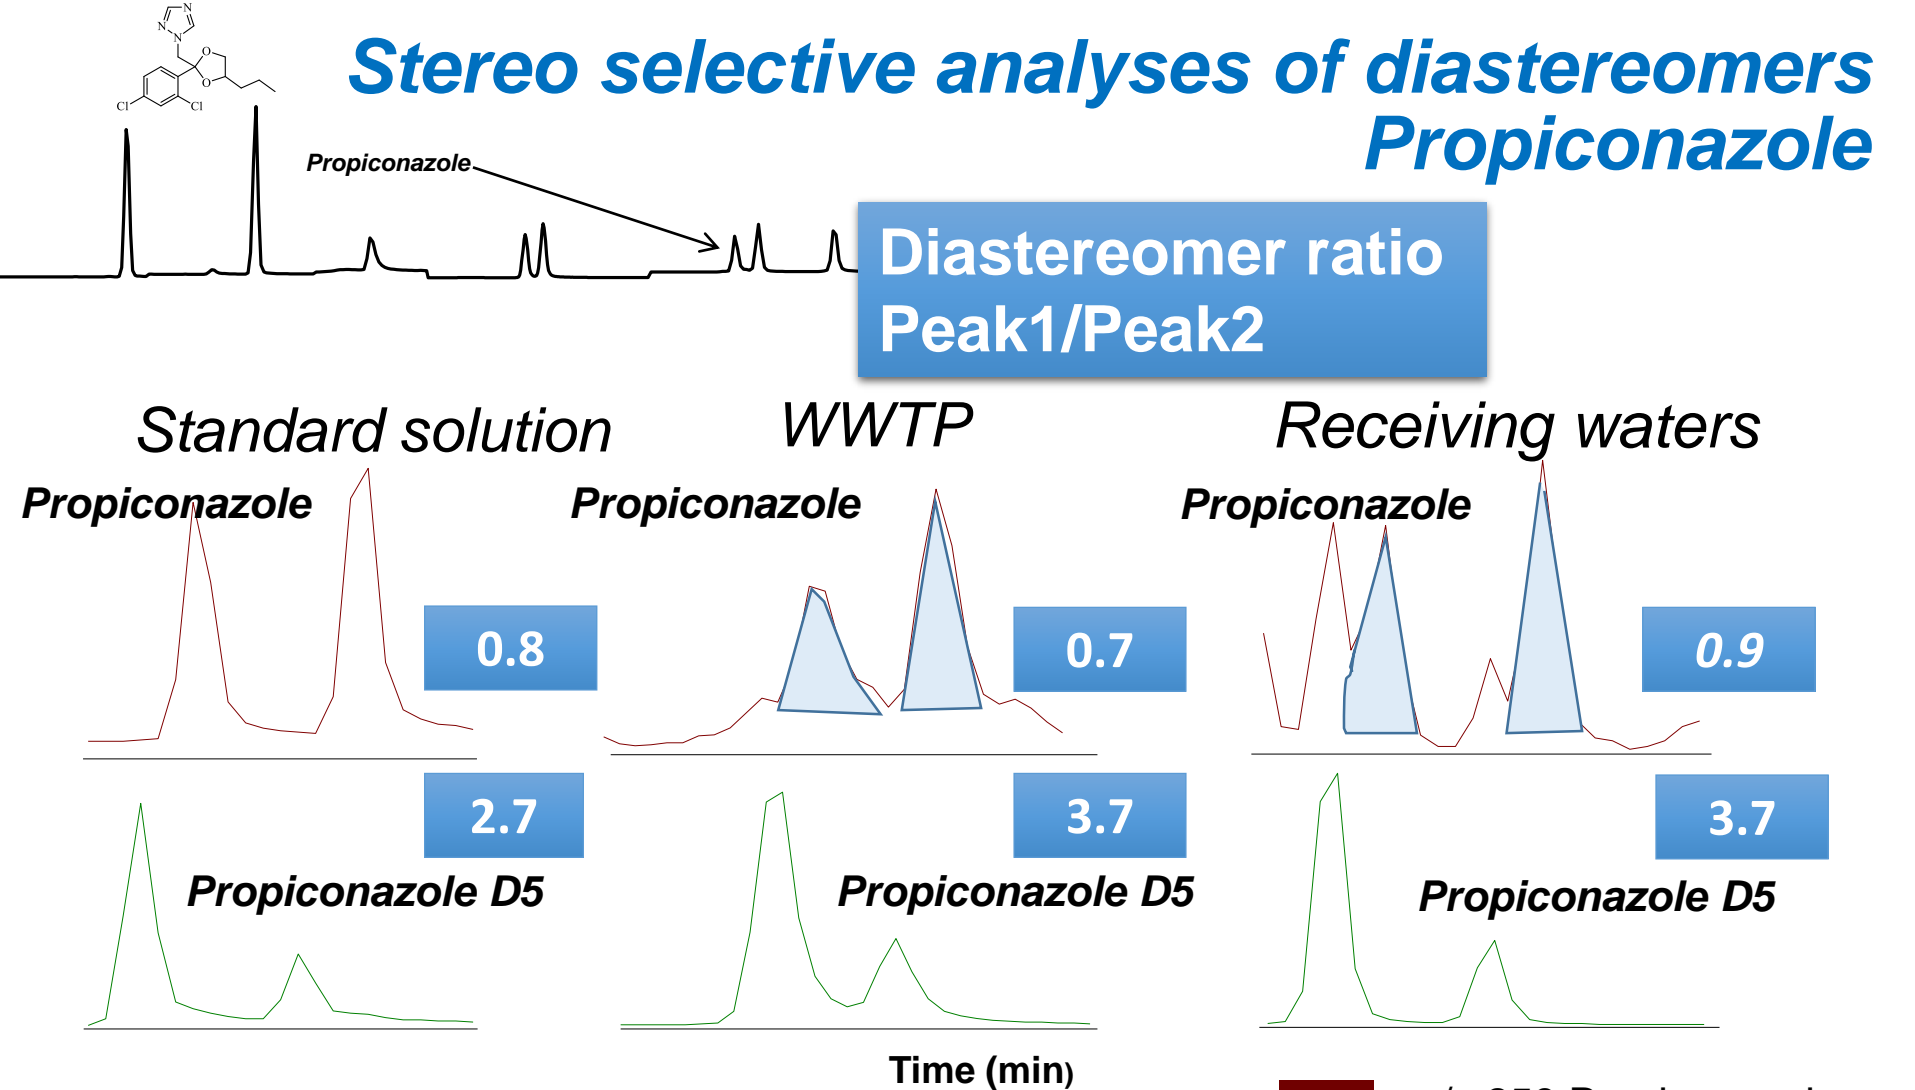 Stereo selective analyses of diastereomers
Propiconazole
N
N
N
O
O
Cl
Cl
Propiconazole
Diastereomer ratio
Peak1/Peak2
Standard solution
WWTP
Receiving waters
Propiconazole
Propiconazole
Propiconazole
0.8
0.7
0.9
2.7
3.7
3.7
Propiconazole D5
Propiconazole D5
Propiconazole D5
Time (min)